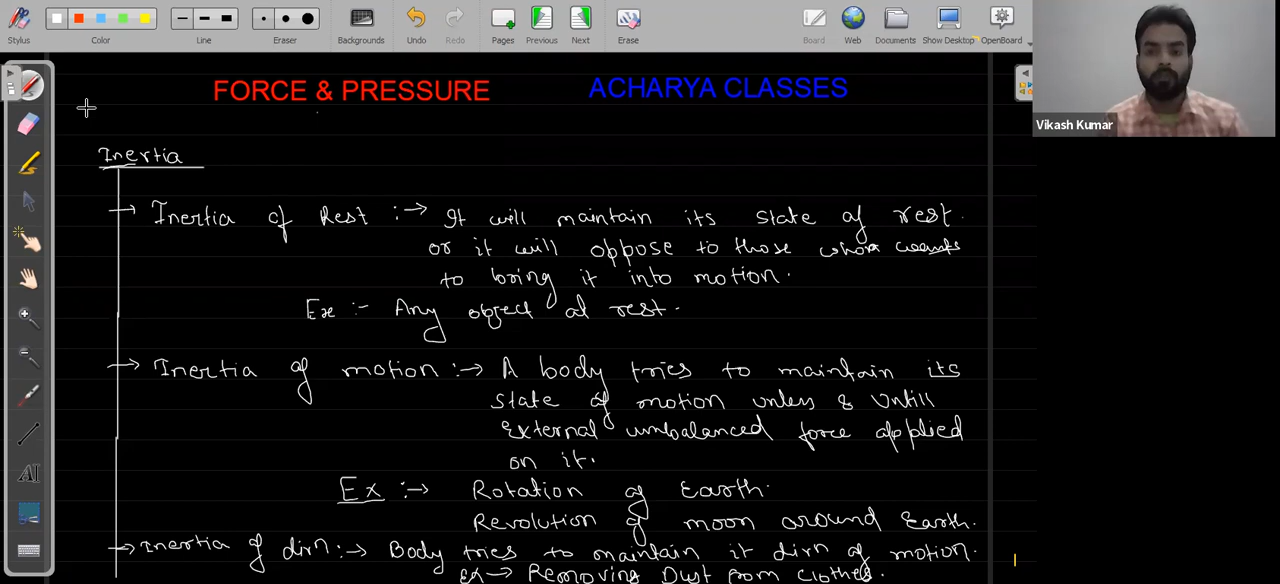 Stylus Color Line Eraser Backgrounds Undo Redo Pages Previous Next Erase Board Web Documents Show Desktop OpenBoard
FORCE & PRESSURE ACHARYA CLASSES
Vikash Kumar
Inertia
→ Inertia of Rest :→ It will maintain its state of rest.
or it will oppose to those whom wants
to bring it into motion.
Ex :- Any object at rest.
→ Inertia of motion :→ A body tries to maintain its
state of motion unless & Untill
External umbalanced force applied
on it.
Ex :→ Rotation of Earth.
Revolution of moon around Earth.
→ Inertia of dirn :→ Body tries to maintain it dirn of motion.
Ex → Removing Dust from clothes.